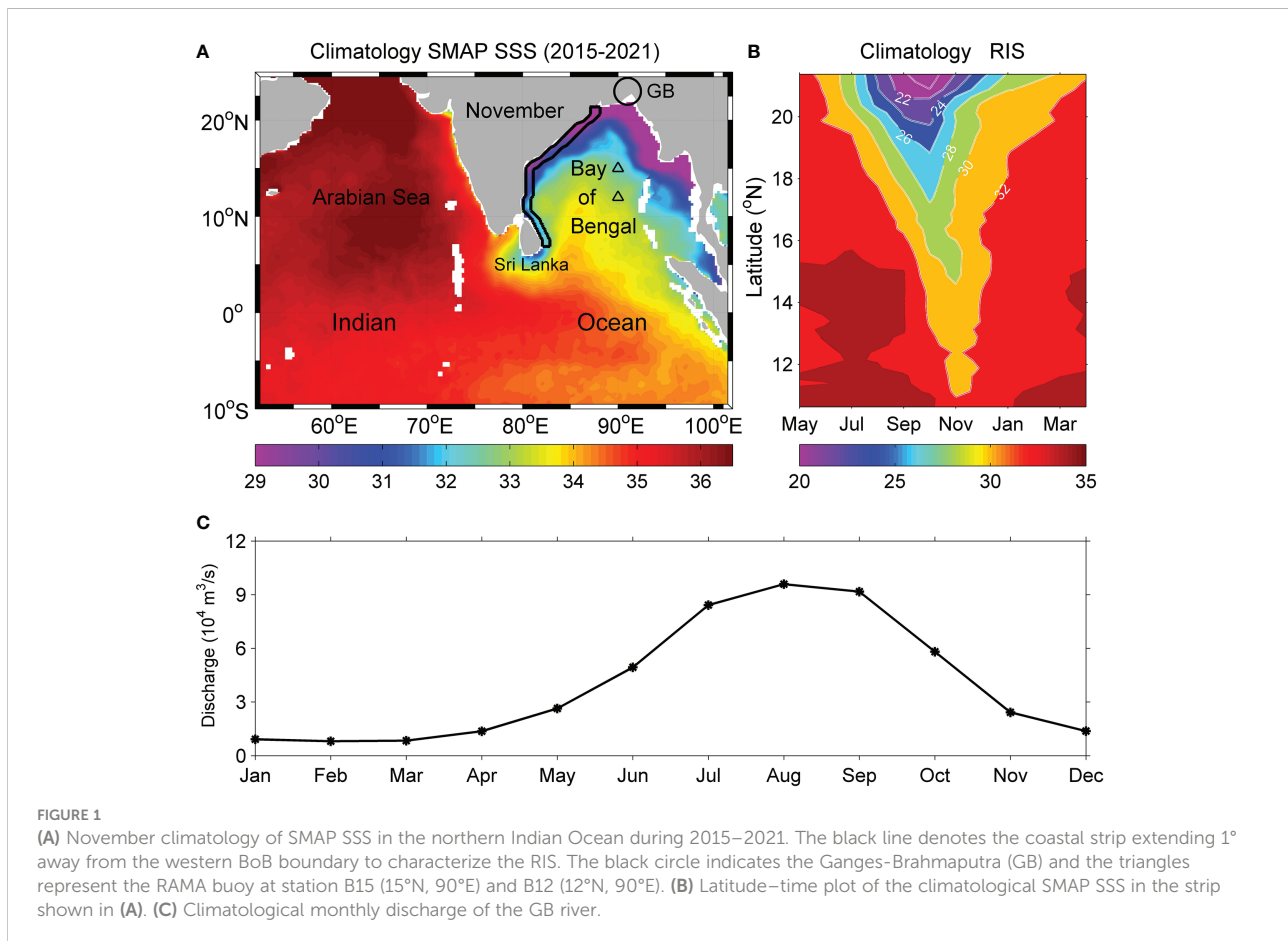 A
Climatology SMAP SSS (2015-2021)
November
GB
20°N
10°N
0°
10°S
Arabian Sea
Bay
of
Bengal
Sri Lanka
Indian
Ocean
60°E 70°E 80°E 90°E 100°E
29 30 31 32 33 34 35 36
B
Climatology RIS
Latitude (°N)
20
18
16
14
12
22
24
26
28
30
32
May Jul Sep Nov Jan Mar
20 25 30 35
C
Discharge (10⁴ m³/s)
12
9
6
3
0
Jan Feb Mar Apr May Jun Jul Aug Sep Oct Nov Dec
FIGURE 1
(A) November climatology of SMAP SSS in the northern Indian Ocean during 2015–2021. The black line denotes the coastal strip extending 1°
away from the western BoB boundary to characterize the RIS. The black circle indicates the Ganges-Brahmaputra (GB) and the triangles
represent the RAMA buoy at station B15 (15°N, 90°E) and B12 (12°N, 90°E). (B) Latitude–time plot of the climatological SMAP SSS in the strip
shown in (A). (C) Climatological monthly discharge of the GB river.